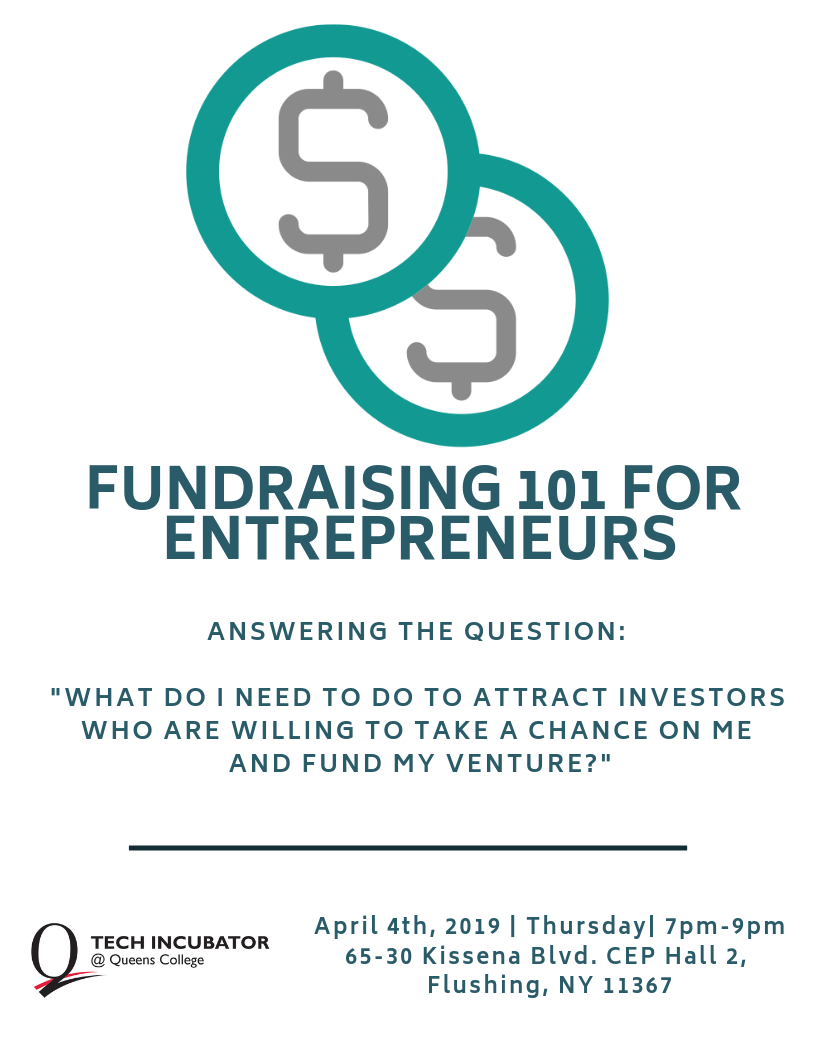 FUNDRAISING 101 FOR
ENTREPRENEURS
ANSWERING THE QUESTION:
"WHAT DO I NEED TO DO TO ATTRACT INVESTORS
WHO ARE WILLING TO TAKE A CHANCE ON ME
AND FUND MY VENTURE?"
Q TECH INCUBATOR
@ Queens College
April 4th, 2019 | Thursday| 7pm-9pm
65-30 Kissena Blvd. CEP Hall 2,
Flushing, NY 11367